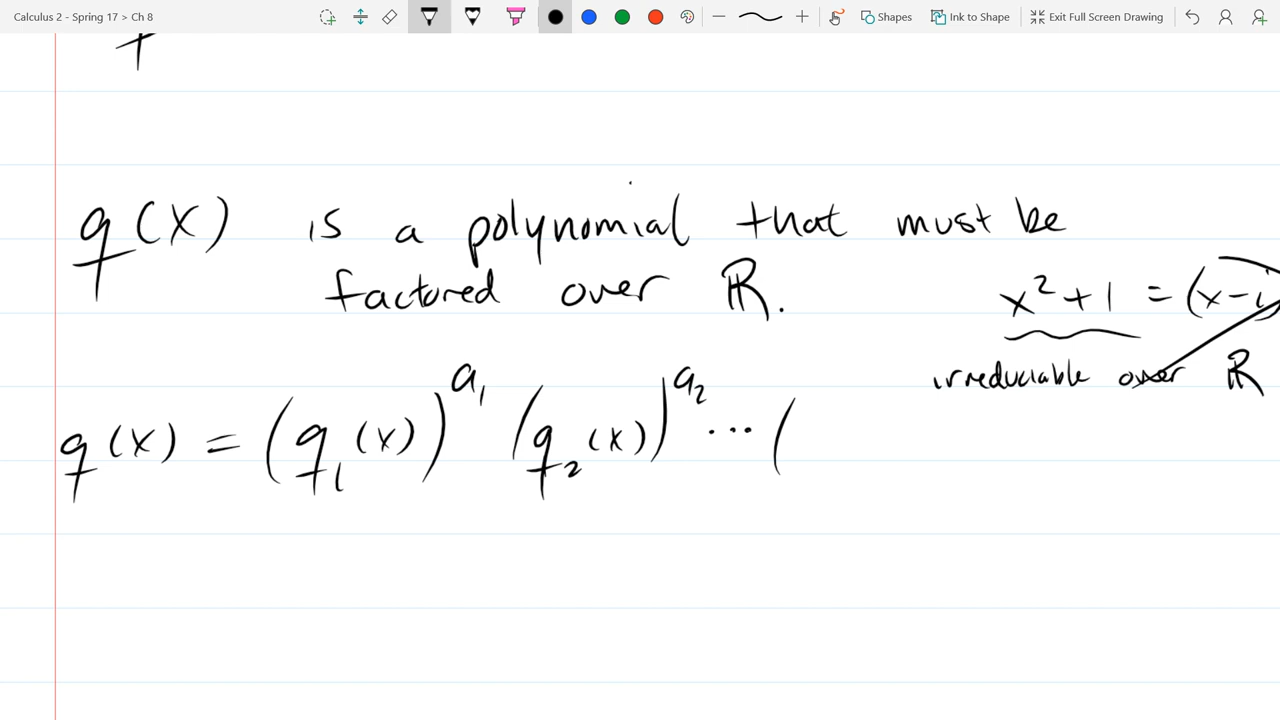 Calculus 2 - Spring 17 > Ch 8
Shapes Ink to Shape Exit Full Screen Drawing
q(x) is a polynomial that must be
factored over ℝ.
x² + 1 = (x - i)
irreduciable over ℝ
q(x) = (q₁(x))^a₁ (q₂(x))^a₂ ... (